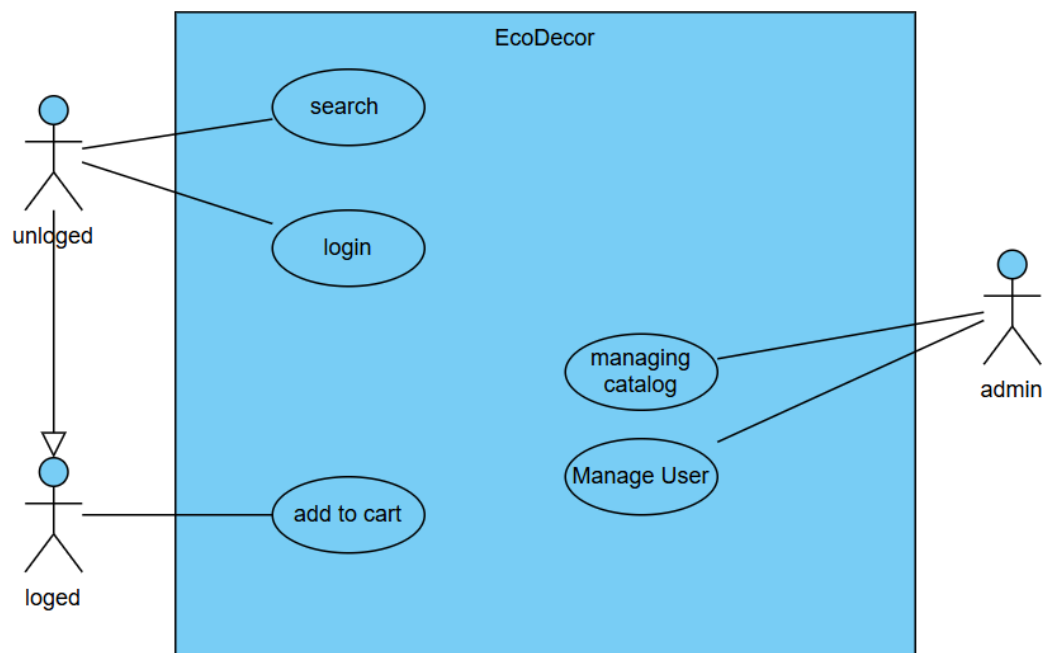 EcoDecor
search
unloged
login
managing
catalog
admin
Manage User
add to cart
loged